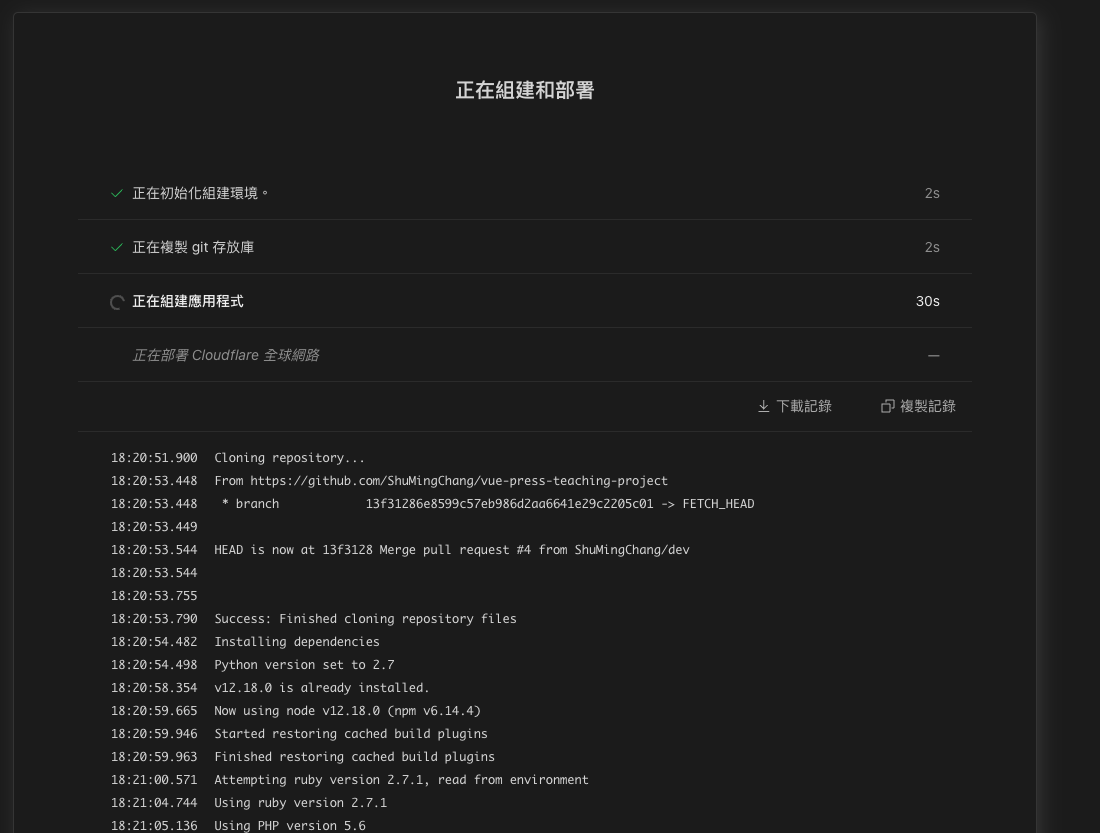 正在組建和部署
正在初始化組建環境。 2s
正在複製 git 存放庫 2s
正在組建應用程式 30s
正在部署 Cloudflare 全球網路 —
下載記錄 複製記錄
18:20:51.900 Cloning repository...
18:20:53.448 From https://github.com/ShuMingChang/vue-press-teaching-project
18:20:53.448 * branch 13f31286e8599c57eb986d2aa6641e29c2205c01 -> FETCH_HEAD
18:20:53.449
18:20:53.544 HEAD is now at 13f3128 Merge pull request #4 from ShuMingChang/dev
18:20:53.544
18:20:53.755
18:20:53.790 Success: Finished cloning repository files
18:20:54.482 Installing dependencies
18:20:54.498 Python version set to 2.7
18:20:58.354 v12.18.0 is already installed.
18:20:59.665 Now using node v12.18.0 (npm v6.14.4)
18:20:59.946 Started restoring cached build plugins
18:20:59.963 Finished restoring cached build plugins
18:21:00.571 Attempting ruby version 2.7.1, read from environment
18:21:04.744 Using ruby version 2.7.1
18:21:05.136 Using PHP version 5.6